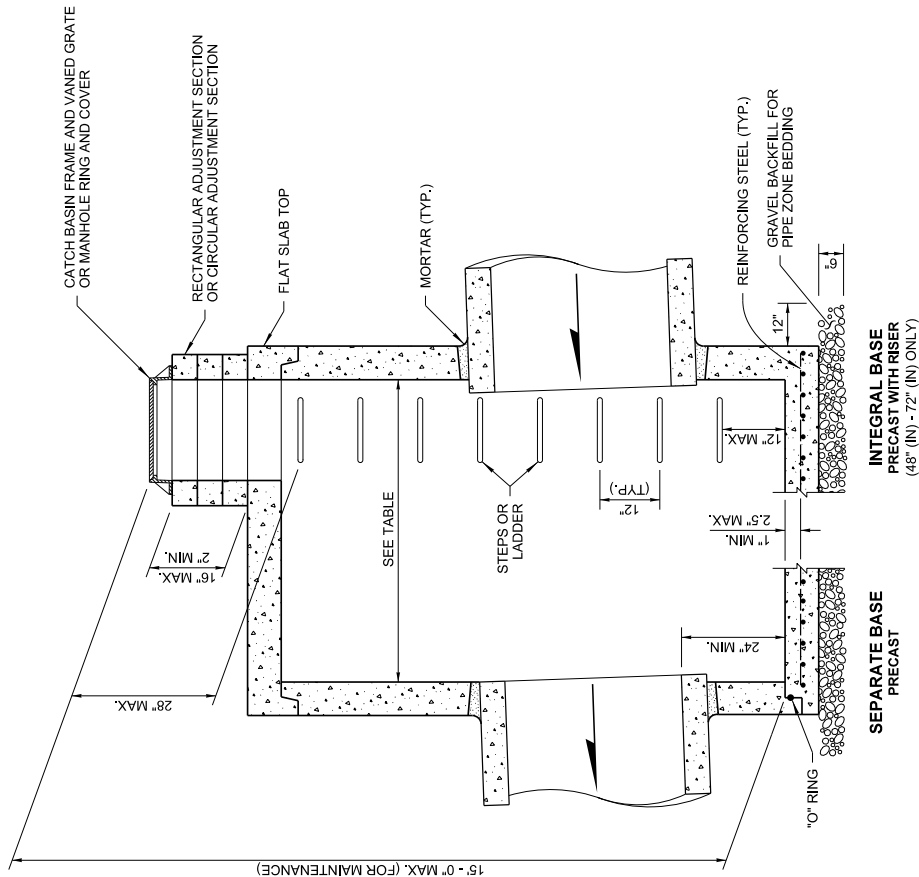 CATCH BASIN FRAME AND VANED GRATE
OR MANHOLE RING AND COVER
RECTANGULAR ADJUSTMENT SECTION
OR CIRCULAR ADJUSTMENT SECTION
FLAT SLAB TOP
MORTAR (TYP.)
REINFORCING STEEL (TYP.)
GRAVEL BACKFILL FOR
PIPE ZONE BEDDING
15' - 0" MAX. (FOR MAINTENANCE)
28" MAX.
16" MAX.
2" MIN.
SEE TABLE
STEPS OR
LADDER
12"
(TYP.)
12" MAX.
24" MIN.
1" MIN.
2.5" MAX.
12"
6"
"O" RING
SEPARATE BASE
PRECAST
INTEGRAL BASE
PRECAST WITH RISER
(48" (IN) - 72" (IN) ONLY)